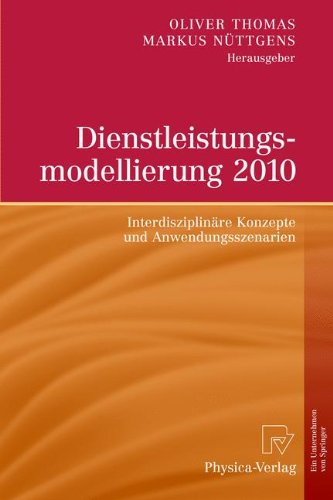 OLIVER THOMAS
MARKUS NÜTTGENS
Herausgeber
Dienstleistungs-
modellierung 2010
Interdisziplinäre Konzepte
und Anwendungsszenarien
Physica-Verlag
Ein Unternehmen
von Springer